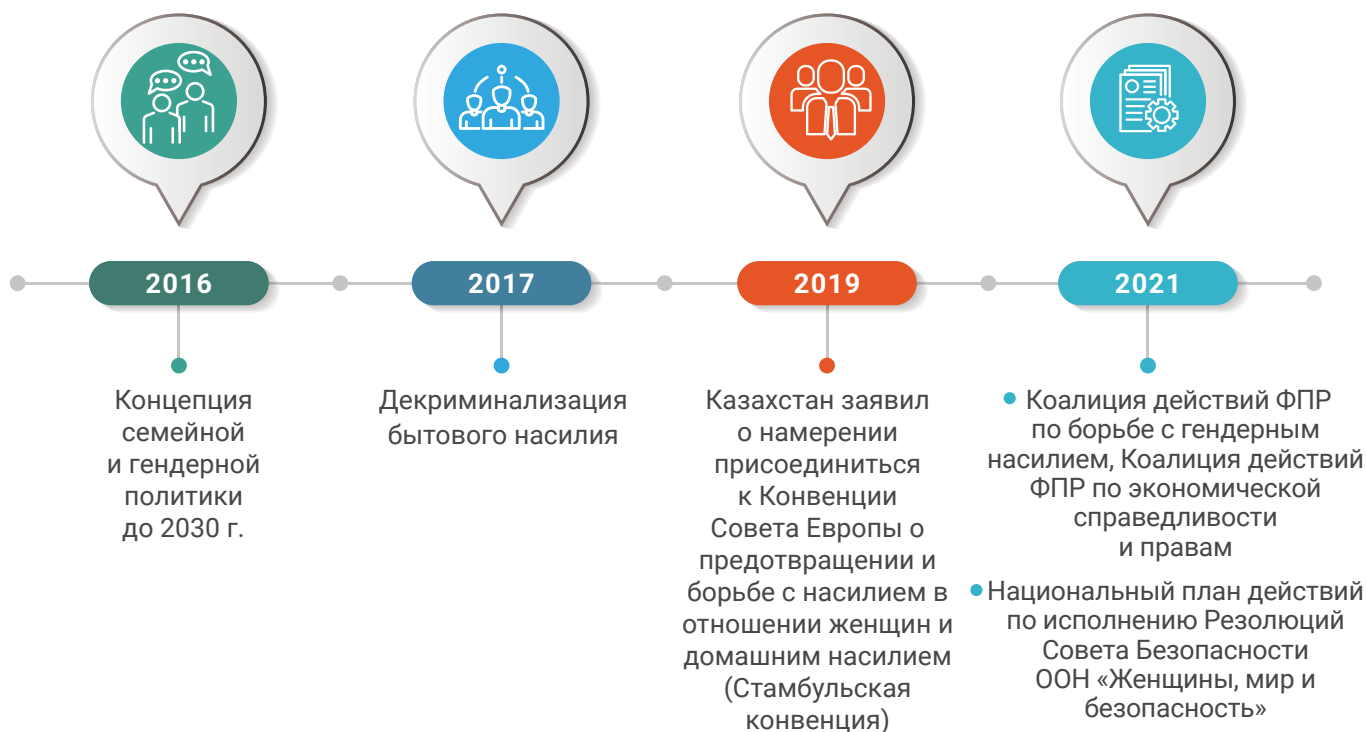 2016
Концепция
семейной
и гендерной
политики
до 2030 г.
2017
Декриминализация
бытового насилия
2019
Казахстан заявил
о намерении
присоединиться
к Конвенции
Совета Европы о
предотвращении и
борьбе с насилием в
отношении женщин и
домашним насилием
(Стамбульская
конвенция)
2021
• Коалиция действий ФПР
по борьбе с гендерным
насилием, Коалиция действий
ФПР по экономической
справедливости
и правам
• Национальный план действий
по исполнению Резолюций
Совета Безопасности
ООН «Женщины, мир и
безопасность»